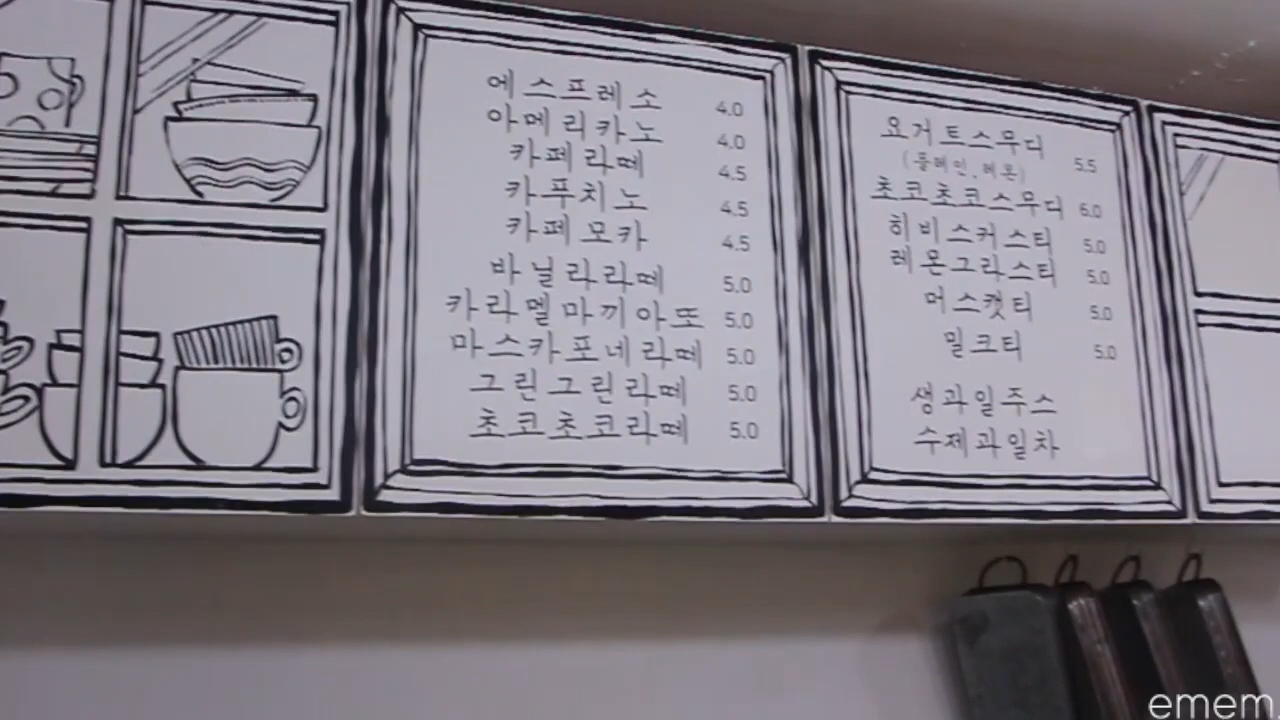 에스프레소 4.0
아메리카노 4.0
카페라떼 4.5
카푸치노 4.5
카페모카 4.5
바닐라라떼 5.0
카라멜마끼아또 5.0
마스카포네라떼 5.0
그린그린라떼 5.0
초코초코라떼 5.0
요거트스무디 5.5
(플레인,레몬)
초코초코스무디 6.0
히비스커스티 5.0
레몬그라스티 5.0
머스캣티 5.0
밀크티 5.0
생과일주스
수제과일차
emem